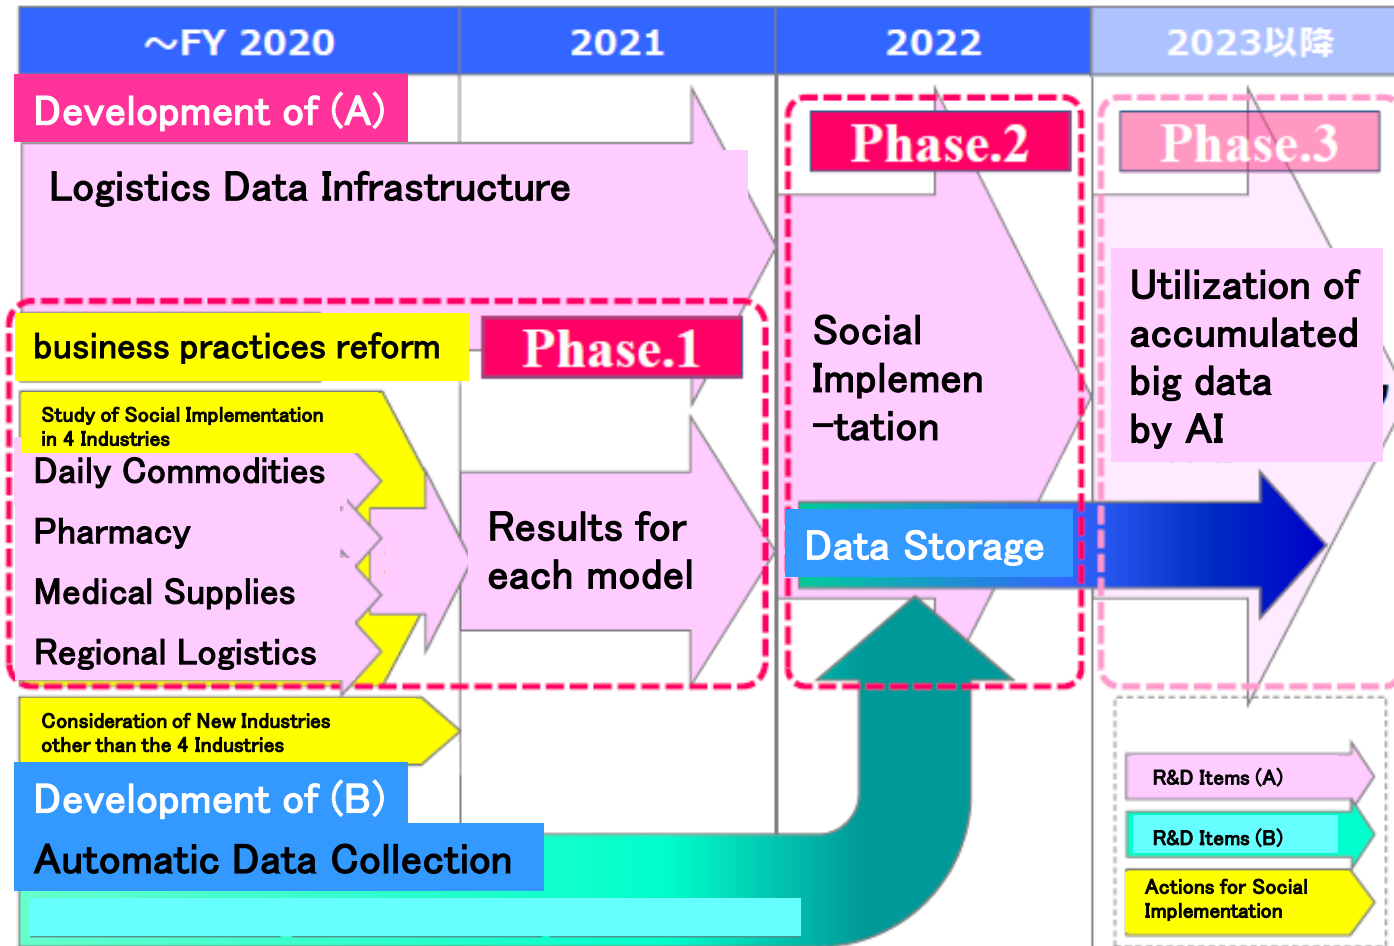 ～FY 2020
2021
2022
2023以降
Development of (A)
Logistics Data Infrastructure
business practices reform
Phase.1
Phase.2
Phase.3
Study of Social Implementation
in 4 Industries
Daily Commodities
Pharmacy
Medical Supplies
Regional Logistics
Results for
each model
Social
Implemen
-tation
Utilization of
accumulated
big data
by AI
Data Storage
Consideration of New Industries
other than the 4 Industries
Development of (B)
Automatic Data Collection
R&D Items (A)
R&D Items (B)
Actions for Social
Implementation